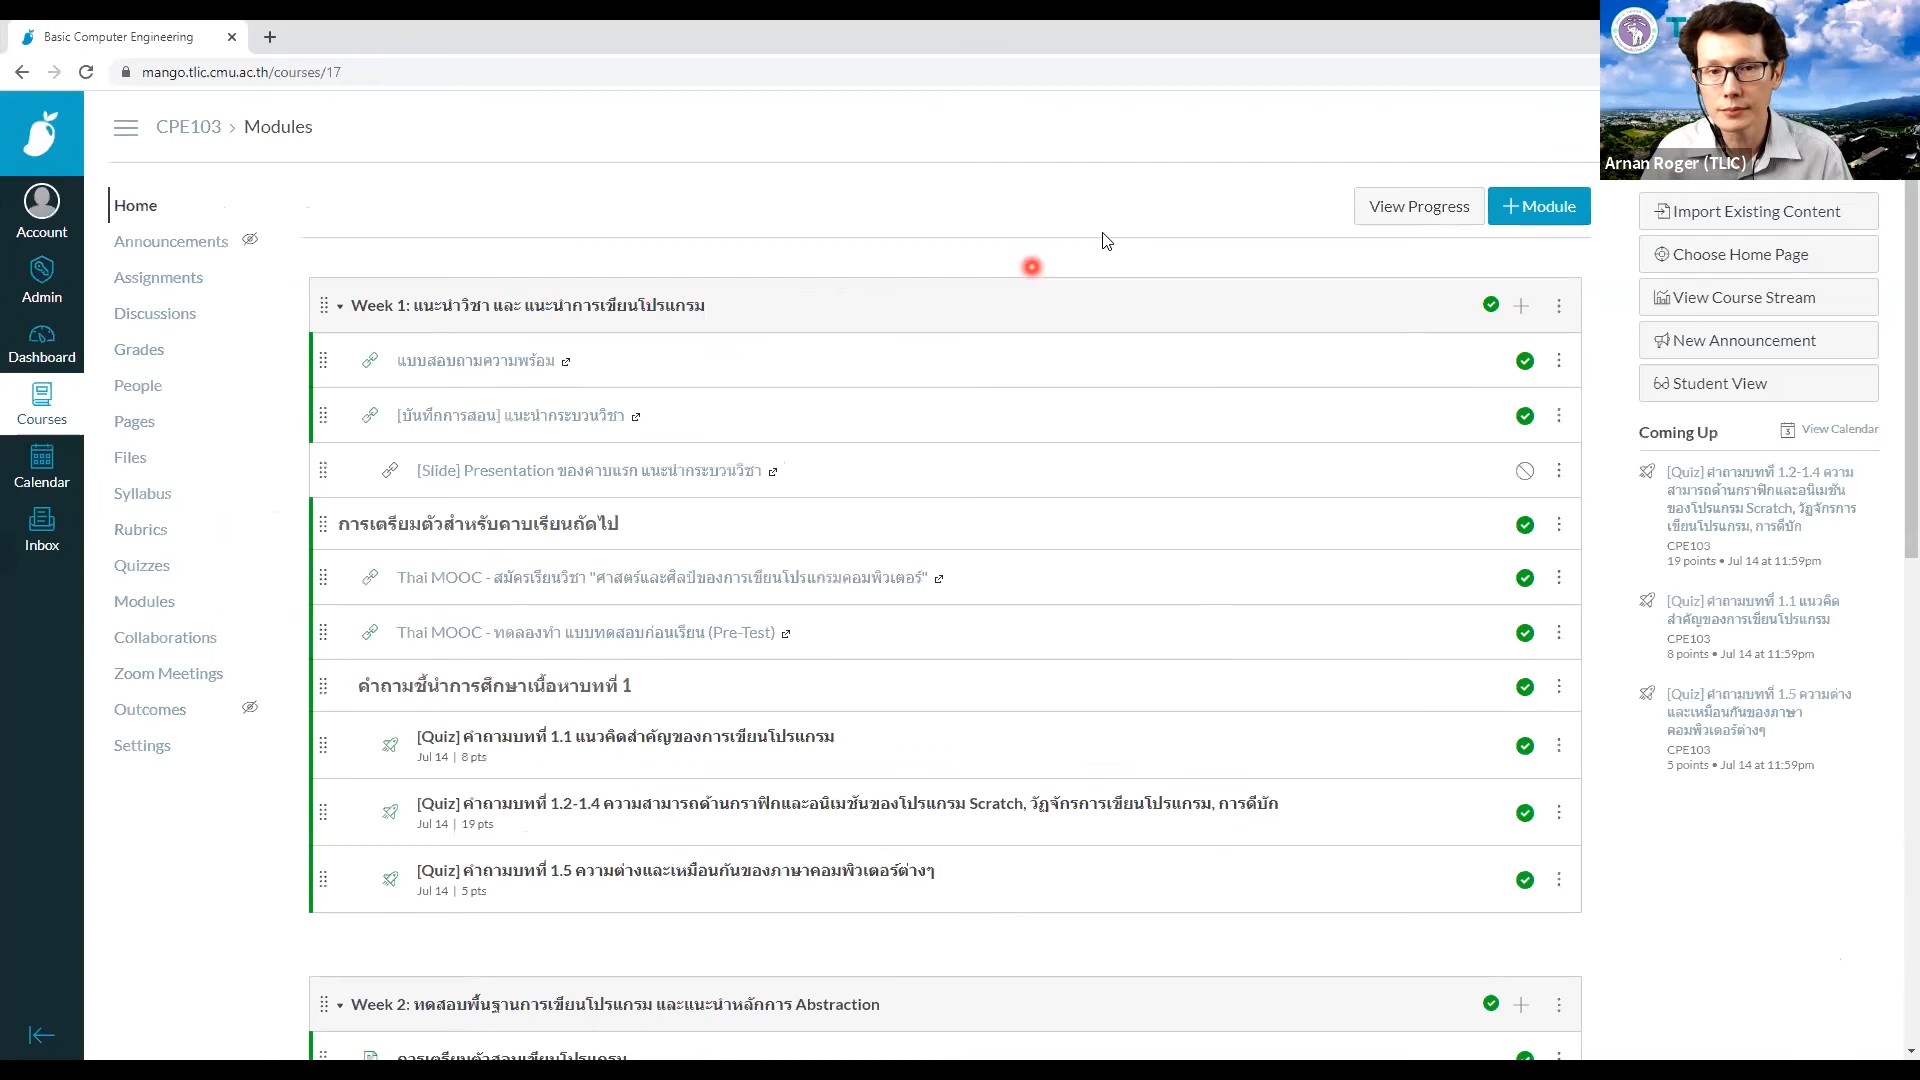 Basic Computer Engineering
mango.tlic.cmu.ac.th/courses/17
Arnan Roger (TLIC)
CPE103 › Modules
Account
Admin
Dashboard
Courses
Calendar
Inbox
Home
Announcements
Assignments
Discussions
Grades
People
Pages
Files
Syllabus
Rubrics
Quizzes
Modules
Collaborations
Zoom Meetings
Outcomes
Settings
View Progress
+ Module
Week 1: แนะนำวิชา และ แนะนำการเขียนโปรแกรม
แบบสอบถามความพร้อม
[บันทึกการสอน] แนะนำกระบวนวิชา
[Slide] Presentation ของคาบแรก แนะนำกระบวนวิชา
การเตรียมตัวสำหรับคาบเรียนถัดไป
Thai MOOC - สมัครเรียนวิชา "ศาสตร์และศิลป์ของการเขียนโปรแกรมคอมพิวเตอร์"
Thai MOOC - ทดลองทำ แบบทดสอบก่อนเรียน (Pre-Test)
คำถามชี้นำการศึกษาเนื้อหาบทที่ 1
[Quiz] คำถามบทที่ 1.1 แนวคิดสำคัญของการเขียนโปรแกรม
Jul 14 | 8 pts
[Quiz] คำถามบทที่ 1.2-1.4 ความสามารถด้านกราฟิกและอนิเมชันของโปรแกรม Scratch, วัฏจักรการเขียนโปรแกรม, การดีบัก
Jul 14 | 19 pts
[Quiz] คำถามบทที่ 1.5 ความต่างและเหมือนกันของภาษาคอมพิวเตอร์ต่างๆ
Jul 14 | 5 pts
Week 2: ทดสอบพื้นฐานการเขียนโปรแกรม และแนะนำหลักการ Abstraction
การเตรียมตัวสอบเขียนโปรแกรม
Import Existing Content
Choose Home Page
View Course Stream
New Announcement
Student View
Coming Up
3 View Calendar
[Quiz] คำถามบทที่ 1.2-1.4 ความ
สามารถด้านกราฟิกและอนิเมชัน
ของโปรแกรม Scratch, วัฏจักรการ
เขียนโปรแกรม, การดีบัก
CPE103
19 points • Jul 14 at 11:59pm
[Quiz] คำถามบทที่ 1.1 แนวคิด
สำคัญของการเขียนโปรแกรม
CPE103
8 points • Jul 14 at 11:59pm
[Quiz] คำถามบทที่ 1.5 ความต่าง
และเหมือนกันของภาษา
คอมพิวเตอร์ต่างๆ
CPE103
5 points • Jul 14 at 11:59pm